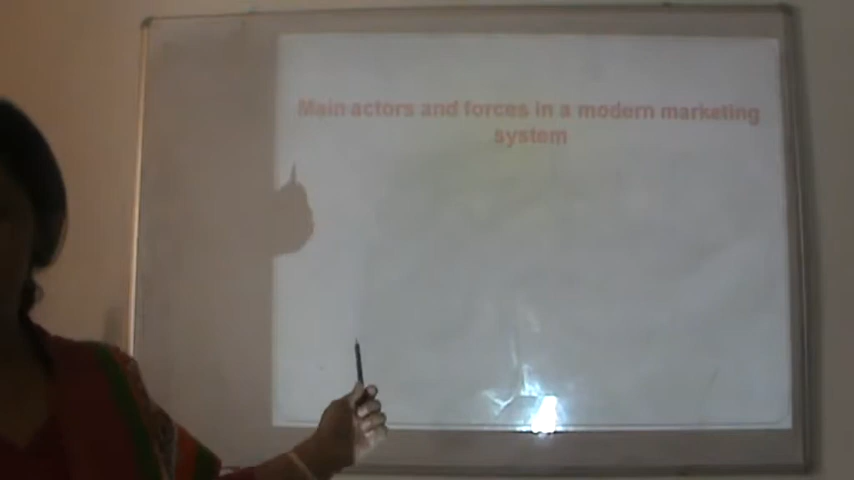 Main actors and forces in a modern marketing
system